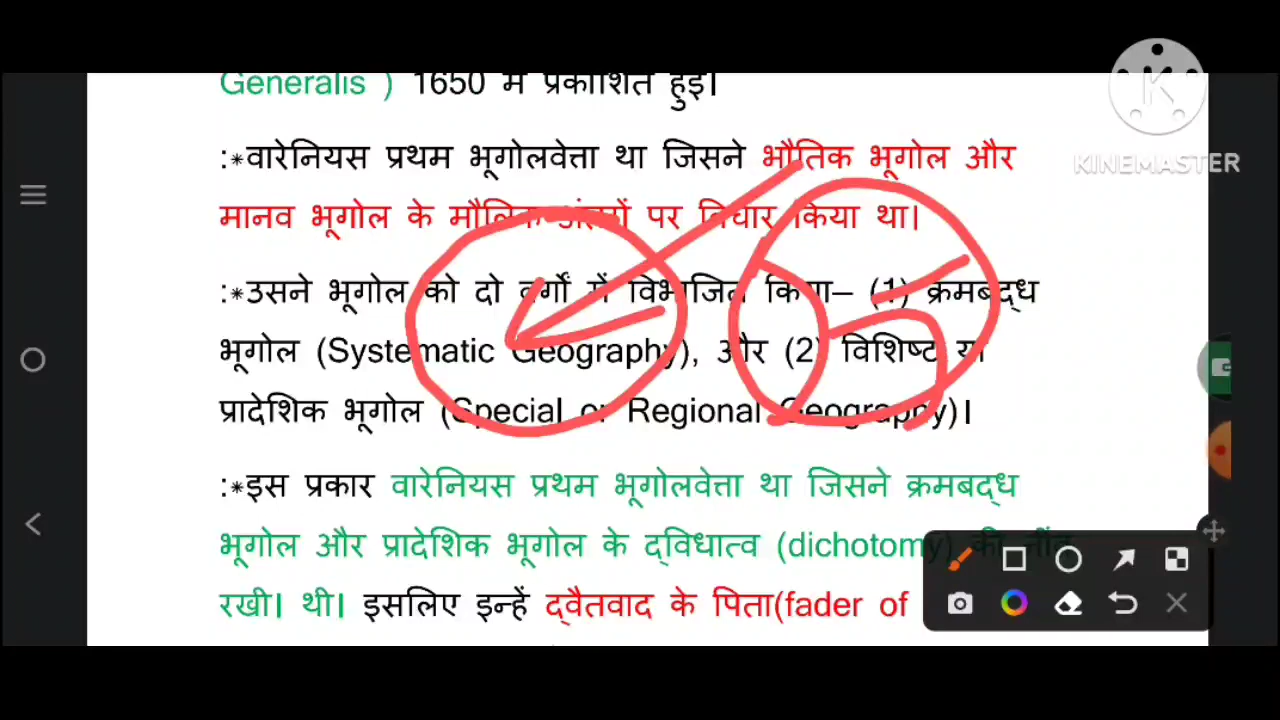 Generalis ) 1650 में प्रकाशित हुई।
:*वारेनियस प्रथम भूगोलवेत्ता था जिसने भौतिक भूगोल और
मानव भूगोल के मौलिक अंतरों पर विचार किया था।
:*उसने भूगोल को दो वर्गों में विभाजित किया– (1) क्रमबद्ध
भूगोल (Systematic Geography), और (2) विशिष्ट या
प्रादेशिक भूगोल (Special or Regional Geography)।
:*इस प्रकार वारेनियस प्रथम भूगोलवेत्ता था जिसने क्रमबद्ध
भूगोल और प्रादेशिक भूगोल के द्विधात्व (dichotomy) की नींव
रखी। थी। इसलिए इन्हें द्वैतवाद के पिता(fader of
K
KINEMASTER